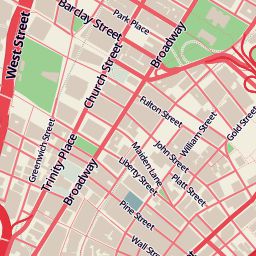 Barclay Street
Park Place
West Street
Church Street
Broadway
Fulton Street
Gold Street
Greenwich Street
Trinity Place
Broadway
Maiden Lane
John Street
William Street
Liberty Street
Platt Street
Pine Street
Wall Street